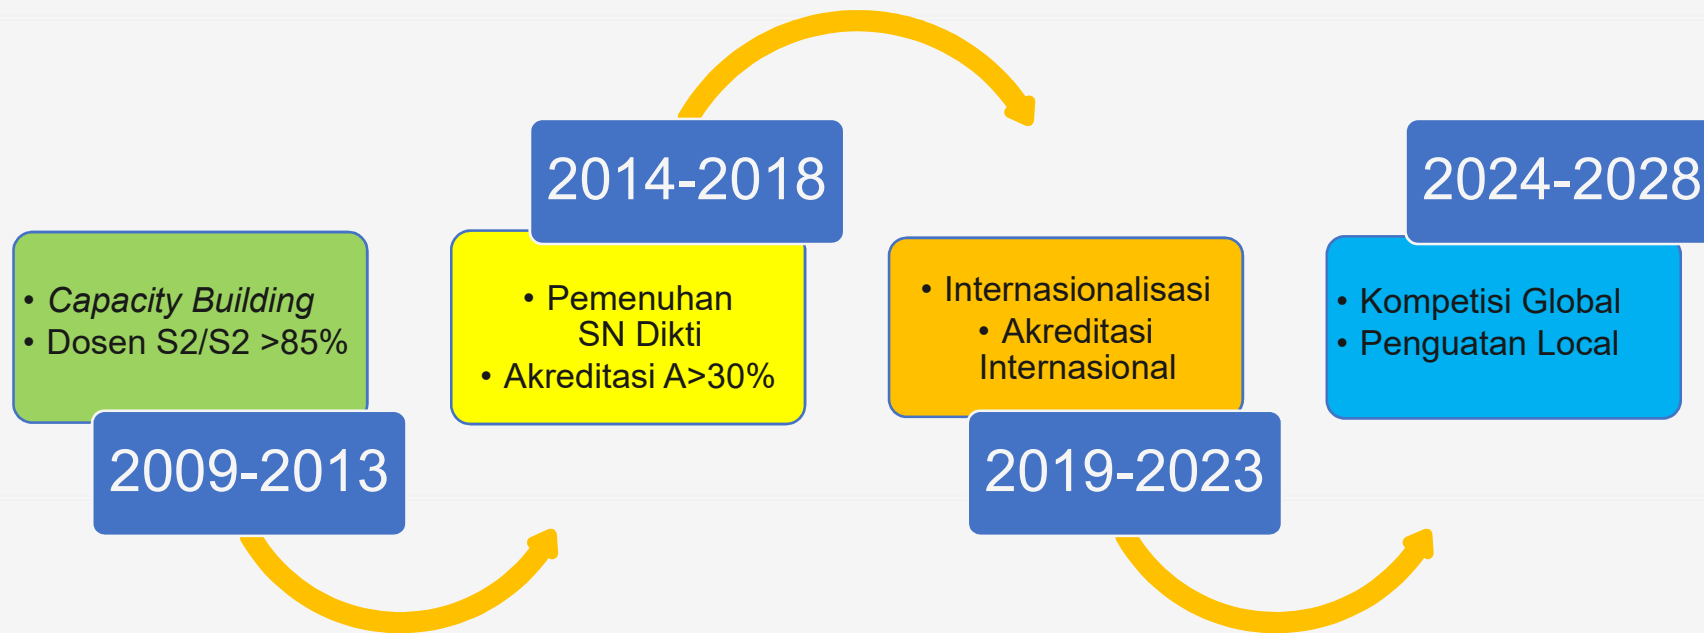 • Capacity Building
• Dosen S2/S2 >85%
2009-2013
2014-2018
• Pemenuhan
SN Dikti
• Akreditasi A>30%
• Internasionalisasi
• Akreditasi
Internasional
2019-2023
2024-2028
• Kompetisi Global
• Penguatan Local